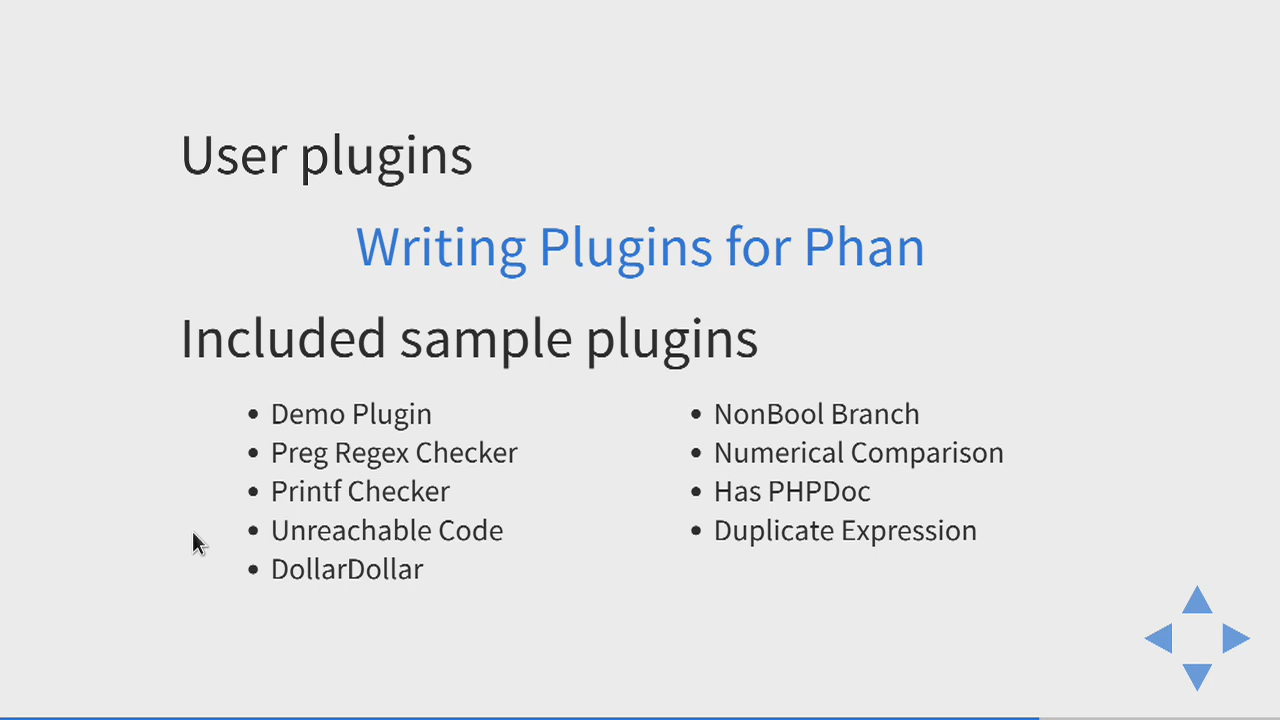 User plugins
Writing Plugins for Phan
Included sample plugins
• Demo Plugin
• Preg Regex Checker
• Printf Checker
• Unreachable Code
• DollarDollar
• NonBool Branch
• Numerical Comparison
• Has PHPDoc
• Duplicate Expression